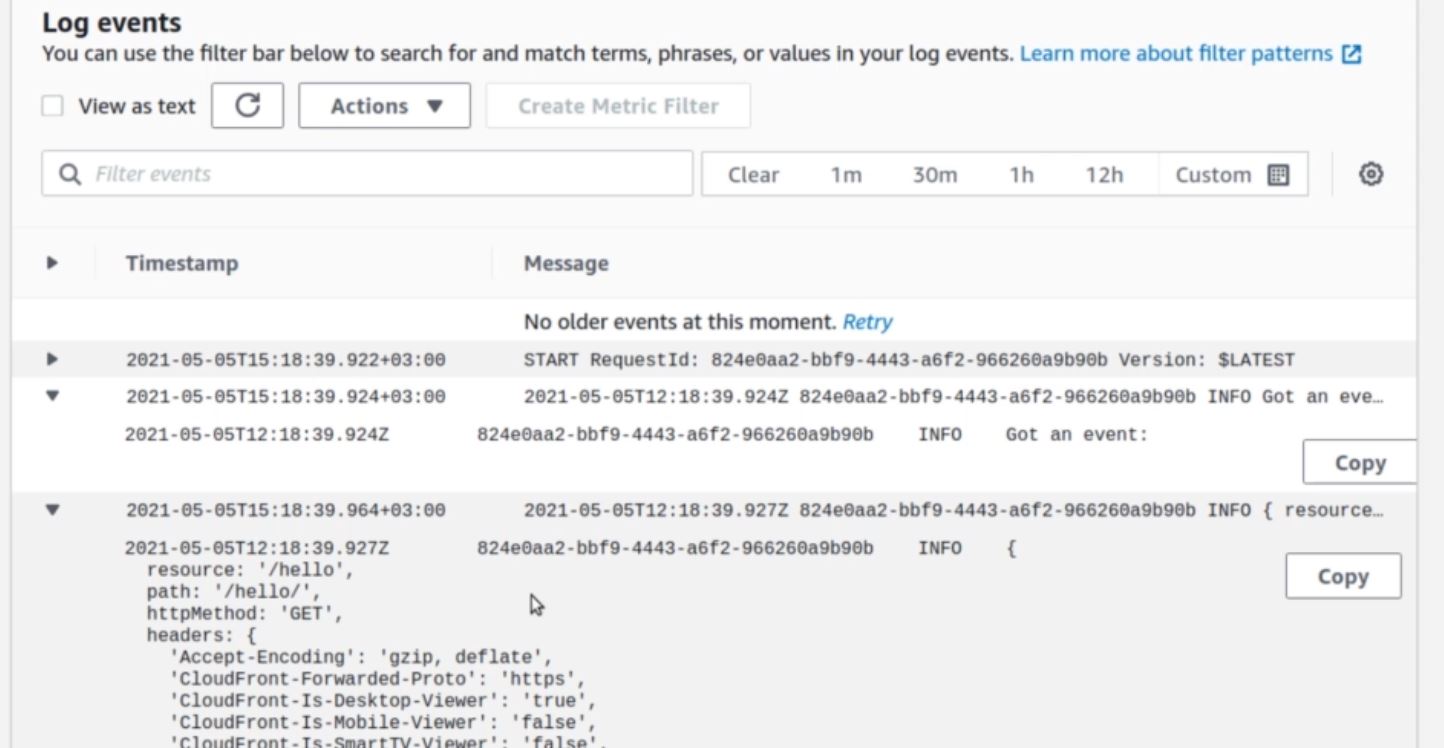 Log events
You can use the filter bar below to search for and match terms, phrases, or values in your log events. Learn more about filter patterns
View as text Actions Create Metric Filter
Filter events Clear 1m 30m 1h 12h Custom
Timestamp Message
No older events at this moment. Retry
2021-05-05T15:18:39.922+03:00 START RequestId: 824e0aa2-bbf9-4443-a6f2-966260a9b90b Version: $LATEST
2021-05-05T15:18:39.924+03:00 2021-05-05T12:18:39.924Z 824e0aa2-bbf9-4443-a6f2-966260a9b90b INFO Got an eve…
2021-05-05T12:18:39.924Z 824e0aa2-bbf9-4443-a6f2-966260a9b90b INFO Got an event:
Copy
2021-05-05T15:18:39.964+03:00 2021-05-05T12:18:39.927Z 824e0aa2-bbf9-4443-a6f2-966260a9b90b INFO { resource…
2021-05-05T12:18:39.927Z 824e0aa2-bbf9-4443-a6f2-966260a9b90b INFO {
Copy
resource: '/hello',
path: '/hello/',
httpMethod: 'GET',
headers: {
'Accept-Encoding': 'gzip, deflate',
'CloudFront-Forwarded-Proto': 'https',
'CloudFront-Is-Desktop-Viewer': 'true',
'CloudFront-Is-Mobile-Viewer': 'false',
'CloudFront-Is-SmartTV-Viewer': 'false',